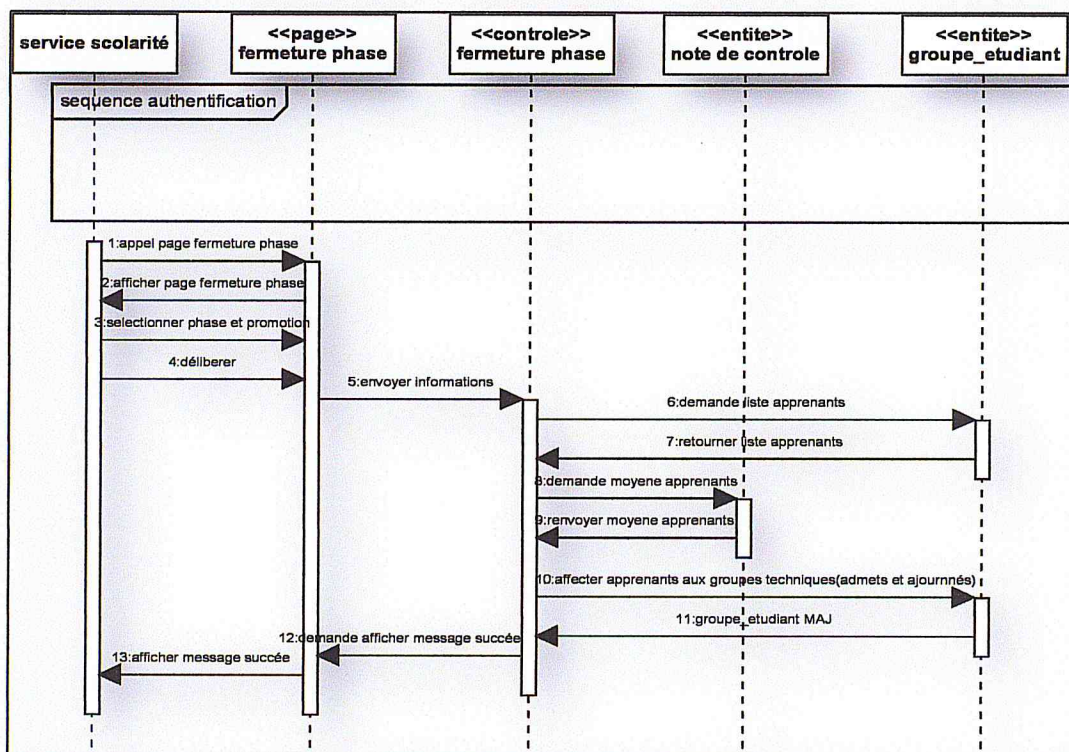 service scolarité
<<page>>
fermeture phase
<<controle>>
fermeture phase
<<entite>>
note de controle
<<entite>>
groupe_etudiant
sequence authentification
1:appel page fermeture phase
2:afficher page fermeture phase
3:selectionner phase et promotion
4:déliberer
5:envoyer informations
6:demande liste apprenants
7:retourner liste apprenants
8:demande moyene apprenants
9:renvoyer moyene apprenants
10:affecter apprenants aux groupes techniques(admets et ajournnés)
11:groupe_etudiant MAJ
12:demande afficher message succée
13:afficher message succée